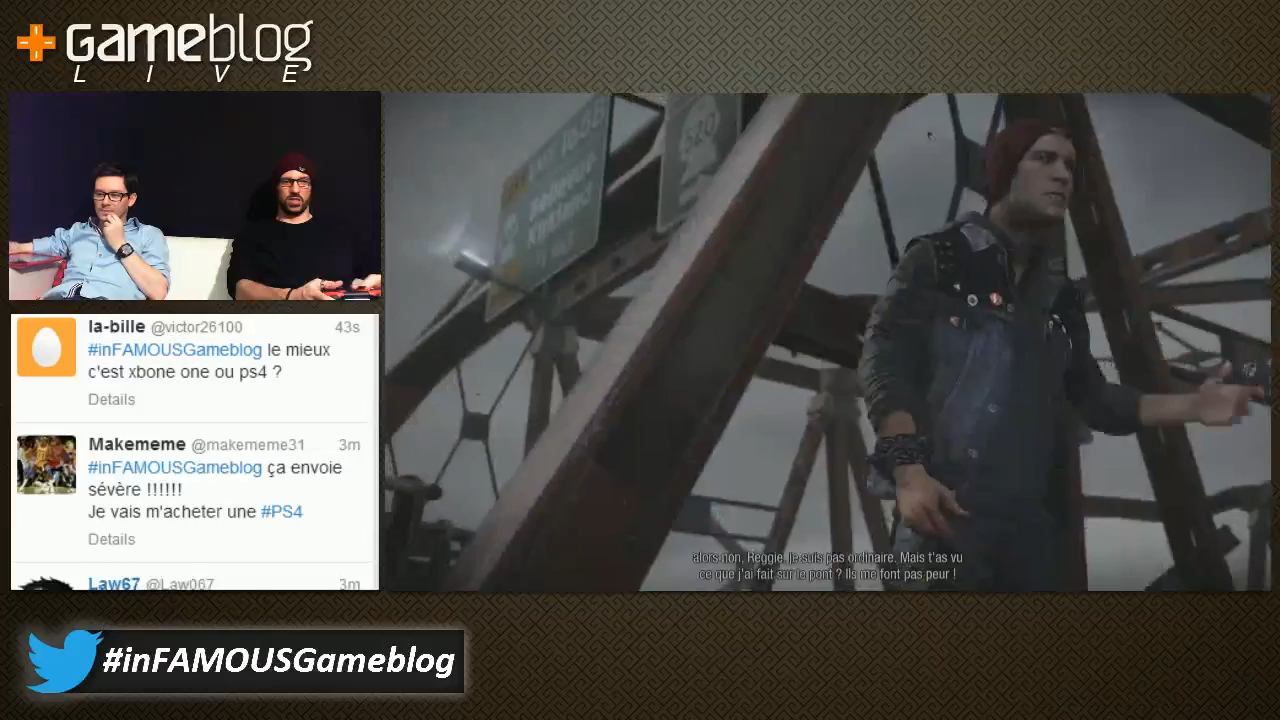 gameblog
LIVE
la-bille @victor26100 43s
#inFAMOUSGameblog le mieux
c'est xbone one ou ps4 ?
Details
Makememe @makememe31 3m
#inFAMOUSGameblog ça envoie
sévère !!!!!!
Je vais m'acheter une #PS4
Details
Law67 @Law067 3m
520
alors non, Reggie, je suis pas ordinaire. Mais t'as vu
ce que j'ai fait sur le pont ? Ils me font pas peur !
#inFAMOUSGameblog